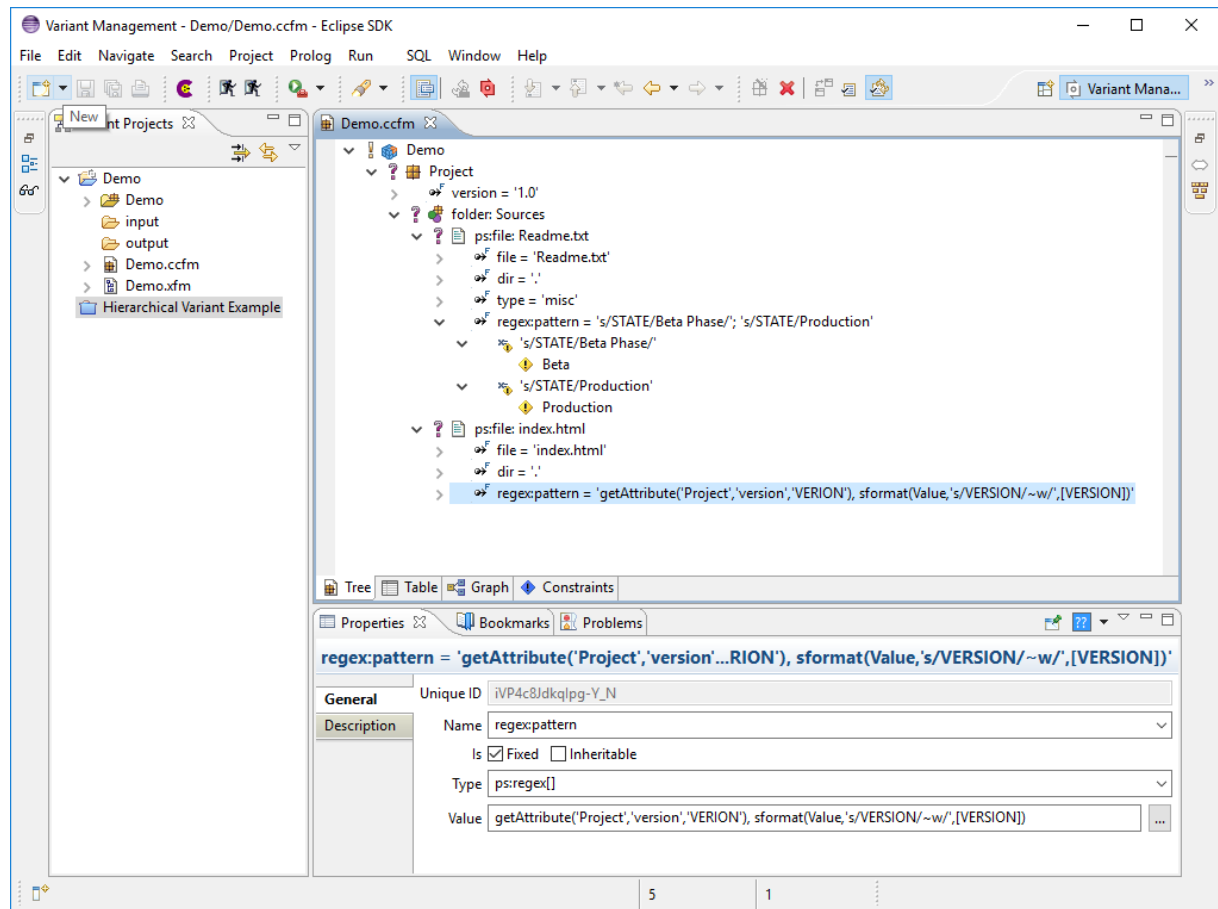 Variant Management - Demo/Demo.ccfm - Eclipse SDK
File Edit Navigate Search Project Prolog Run SQL Window Help
Variant Mana...
New
nt Projects
Demo.ccfm
Demo
Demo
input
output
Demo.ccfm
Demo.xfm
Hierarchical Variant Example
Demo
Project
version = '1.0'
folder: Sources
ps:file: Readme.txt
file = 'Readme.txt'
dir = '.'
type = 'misc'
regex:pattern = 's/STATE/Beta Phase/'; 's/STATE/Production'
's/STATE/Beta Phase/'
Beta
's/STATE/Production'
Production
ps:file: index.html
file = 'index.html'
dir = '.'
regex:pattern = 'getAttribute('Project','version','VERION'), sformat(Value,'s/VERSION/~w/',[VERSION])'
Tree Table Graph Constraints
Properties Bookmarks Problems
regex:pattern = 'getAttribute('Project','version'...RION'), sformat(Value,'s/VERSION/~w/',[VERSION])'
General
Description
Unique ID iVP4c8Jdkqlpg-Y_N
Name regex:pattern
Is Fixed Inheritable
Type ps:regex[]
Value getAttribute('Project','version','VERION'), sformat(Value,'s/VERSION/~w/',[VERSION]) ...
5 1